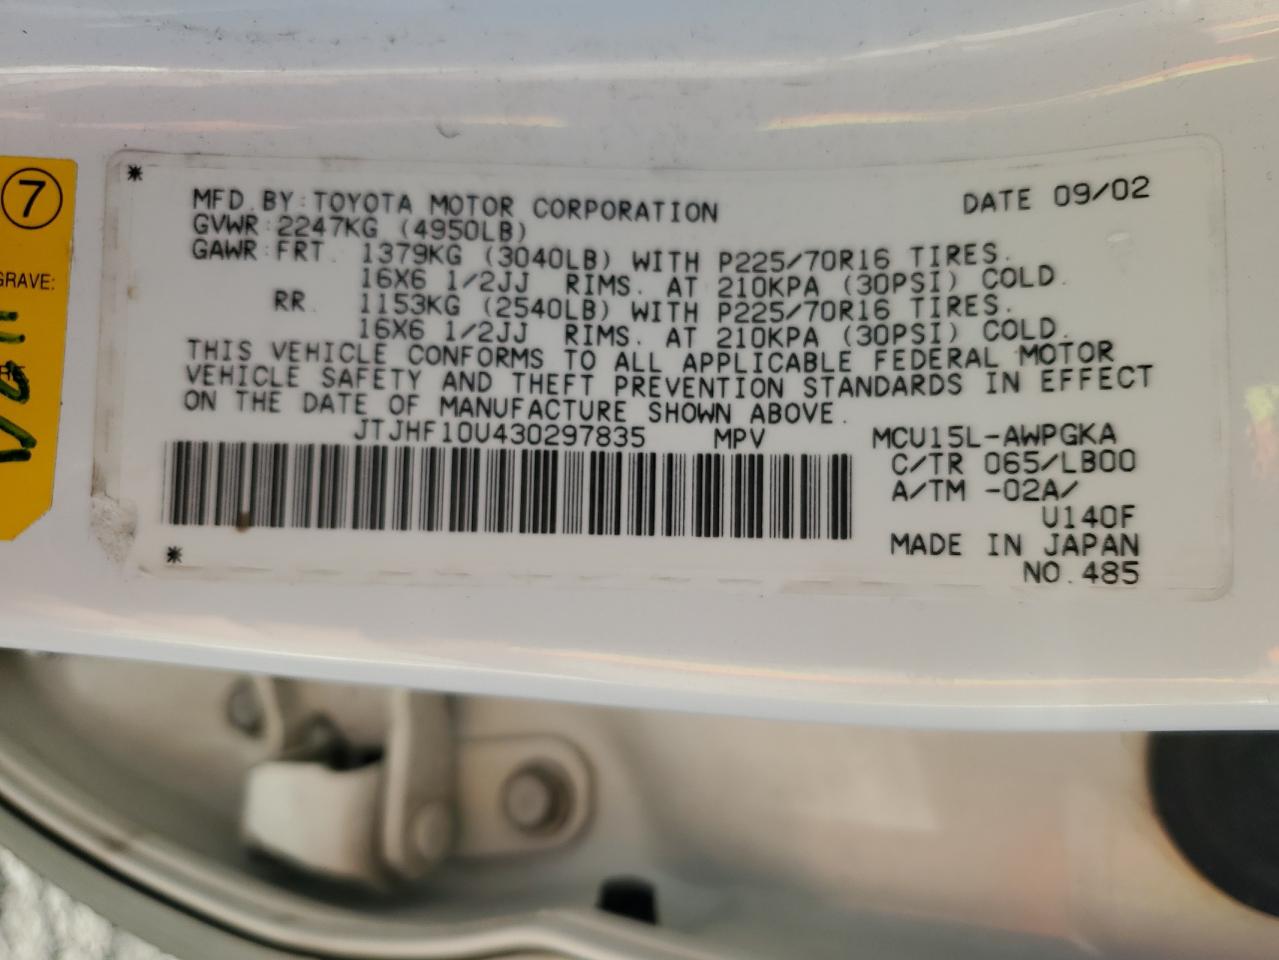 7
GRAVE:
* MFD. BY: TOYOTA MOTOR CORPORATION DATE 09/02
GVWR: 2247KG (4950LB)
GAWR: FRT. 1379KG (3040LB) WITH P225/70R16 TIRES.
16X6 1/2JJ RIMS. AT 210KPA (30PSI) COLD.
RR. 1153KG (2540LB) WITH P225/70R16 TIRES.
16X6 1/2JJ RIMS. AT 210KPA (30PSI) COLD.
THIS VEHICLE CONFORMS TO ALL APPLICABLE FEDERAL MOTOR
VEHICLE SAFETY AND THEFT PREVENTION STANDARDS IN EFFECT
ON THE DATE OF MANUFACTURE SHOWN ABOVE.
JTJHF10U430297835 MPV MCU15L-AWPGKA
C/TR 065/LB00
A/TM -02A/
U140F
* MADE IN JAPAN
NO.485